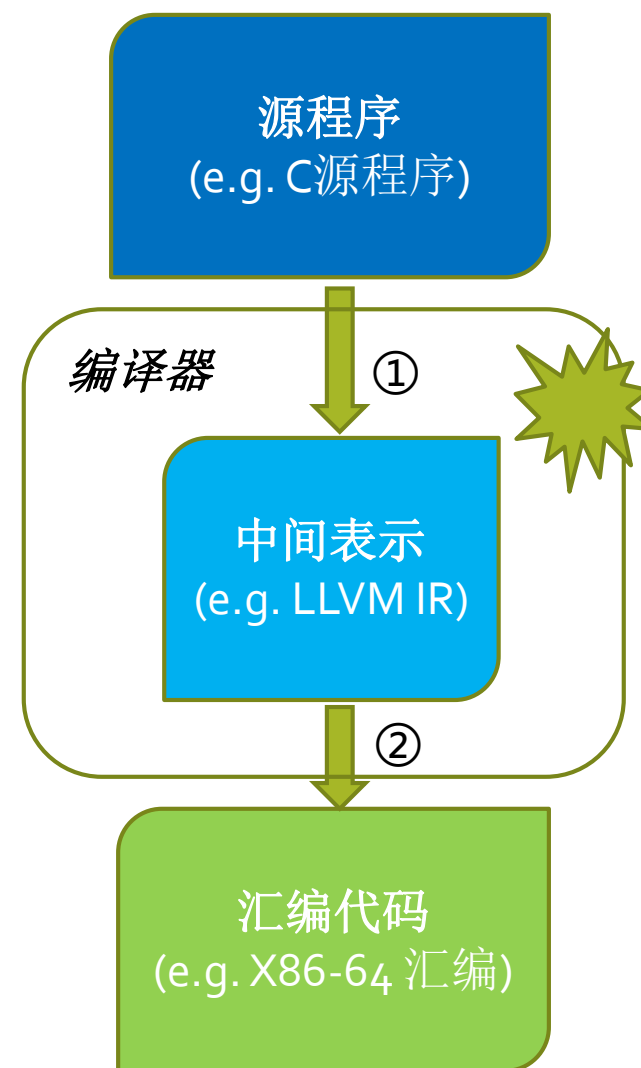 源程序
(e.g. C源程序)
编译器
①
中间表示
(e.g. LLVM IR)
②
汇编代码
(e.g. X86-64 汇编)